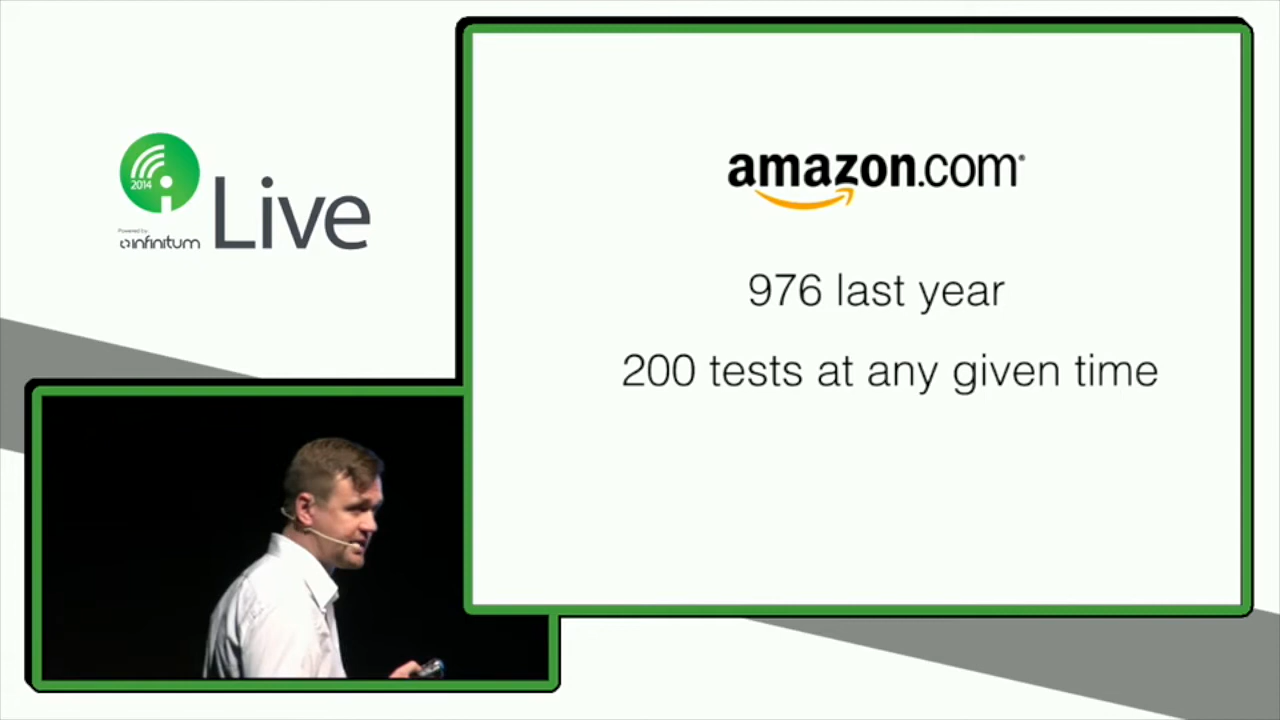 2014
Powered by
infinitum
Live
amazon.com
976 last year
200 tests at any given time